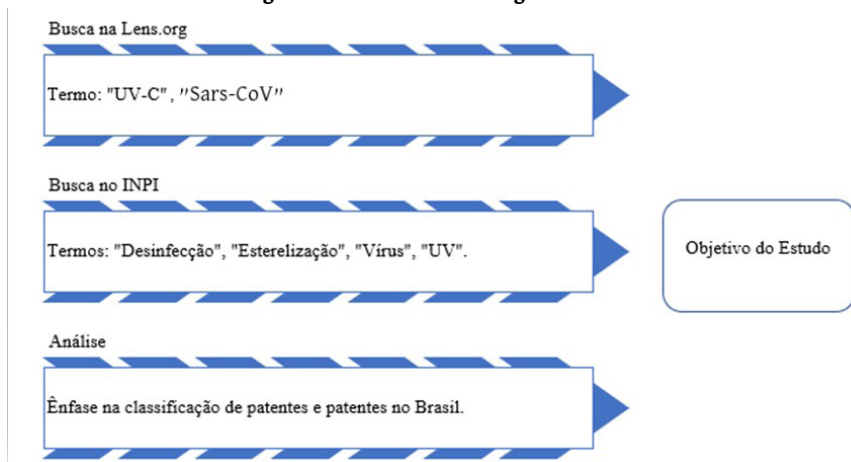 Busca na Lens.org
Termo: "UV-C" , ”Sars-CoV”
Busca no INPI
Termos: "Desinfecção", "Esterelização", "Vírus", "UV".
Objetivo do Estudo
Análise
Ênfase na classificação de patentes e patentes no Brasil.